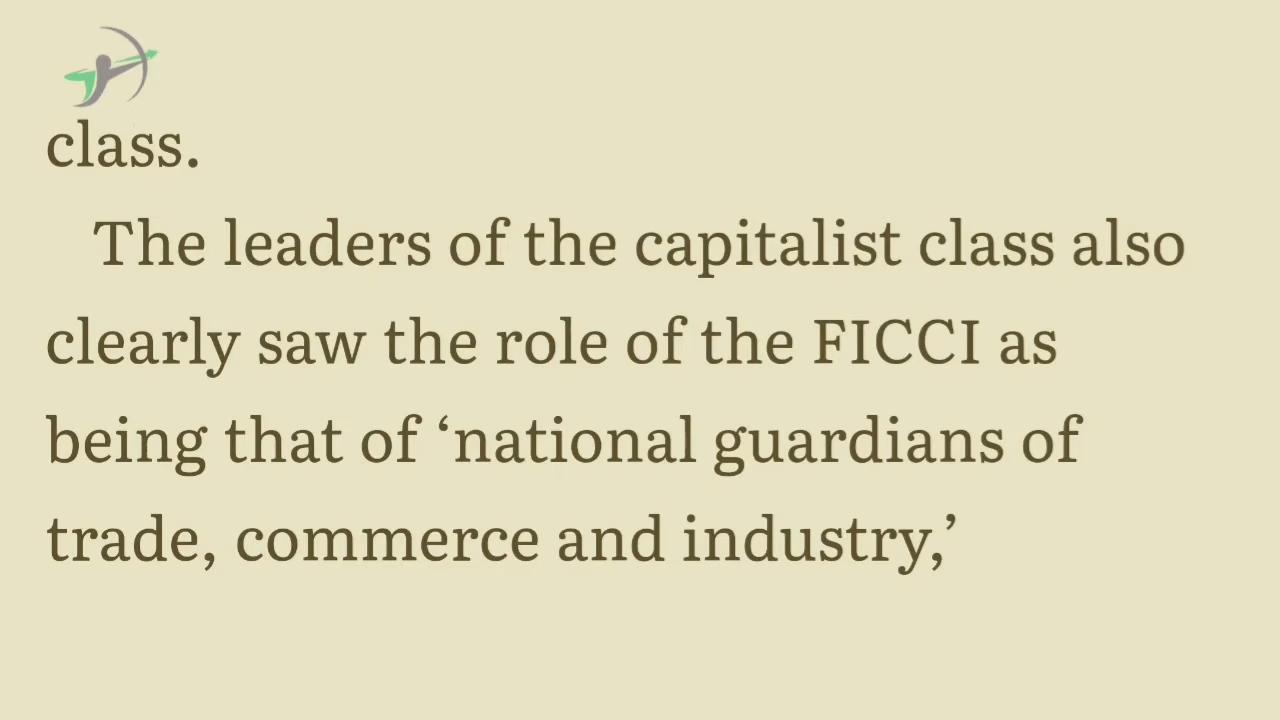 class.
The leaders of the capitalist class also
clearly saw the role of the FICCI as
being that of ‘national guardians of
trade, commerce and industry,’